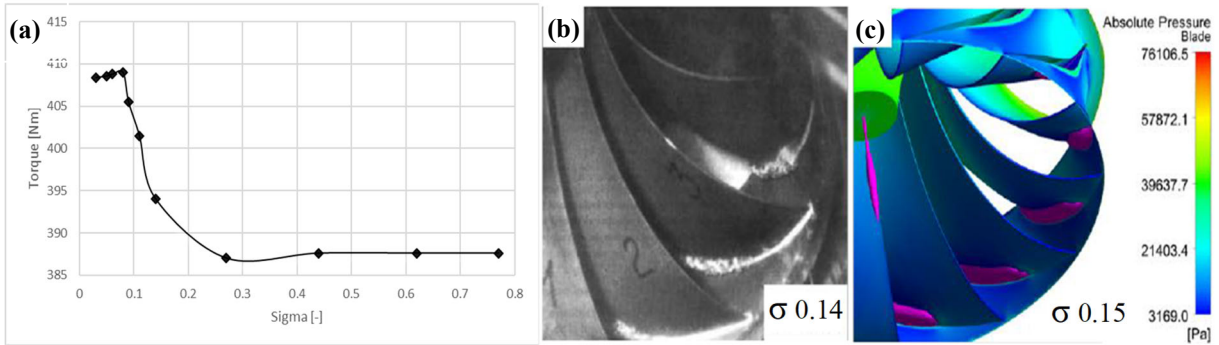 (a)
415
410
405
400
395
390
385
Torque [Nm]
0 0.1 0.2 0.3 0.4 0.5 0.6 0.7 0.8
Sigma [-]
(b)
1
2
3
σ 0.14
(c)
σ 0.15
Absolute Pressure
Blade
76106.5
57872.1
39637.7
21403.4
3169.0
[Pa]